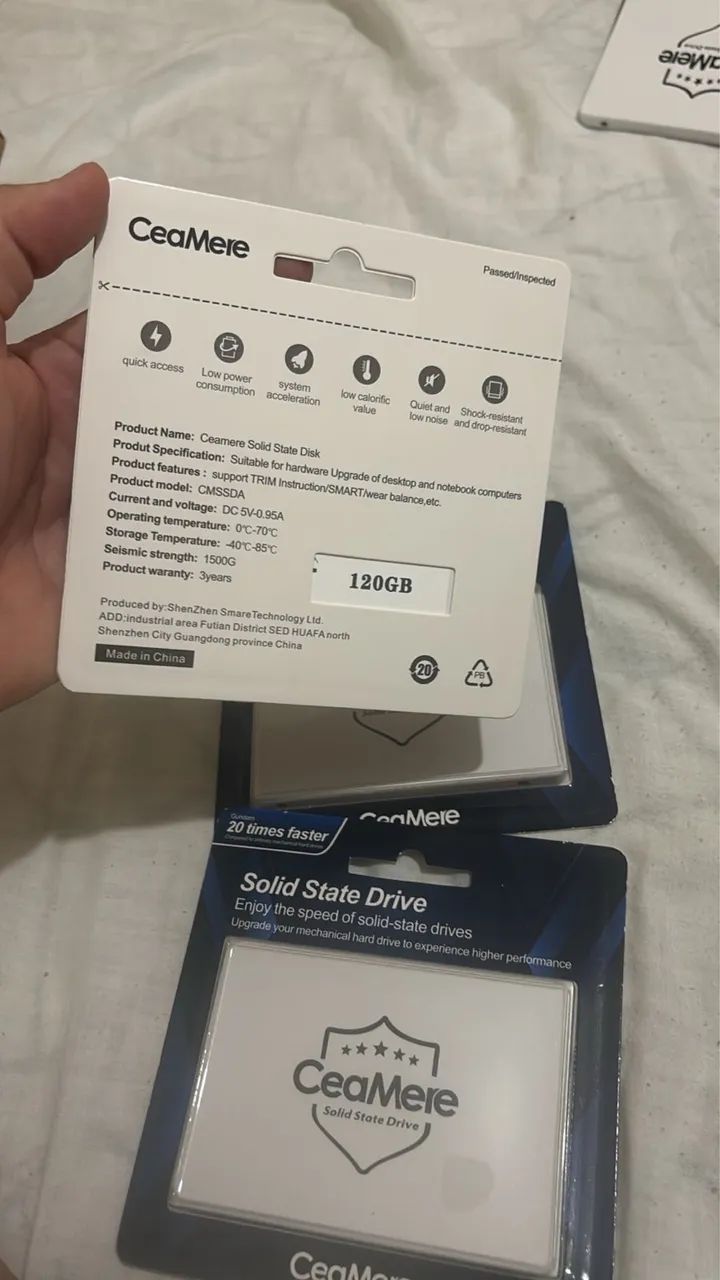 CeaMere
CeaMere
Passed/Inspected
quick access
Low power
consumption
system
acceleration
low calorific
value
Quiet and
low noise
Shock-resistant
and drop-resistant
Product Name: Ceamere Solid State Disk
Produt Specification: Suitable for hardware Upgrade of desktop and notebook computers
Product features : support TRIM Instruction/SMART/wear balance,etc.
Product model: CMSSDA
Current and voltage: DC 5V-0.95A
Operating temperature: 0℃-70℃
Storage Temperature: -40℃-85℃
Seismic strength: 1500G
Product waranty: 3years
120GB
Produced by:ShenZhen SmareTechnology Ltd.
ADD:industrial area Futian District SED HUAFA north
Shenzhen City Guangdong province China
Made in China
20
PB
CeaMere
20 times faster
Solid State Drive
Enjoy the speed of solid-state drives
Upgrade your mechanical hard drive to experience higher performance
CeaMere
Solid State Drive
CeaMere